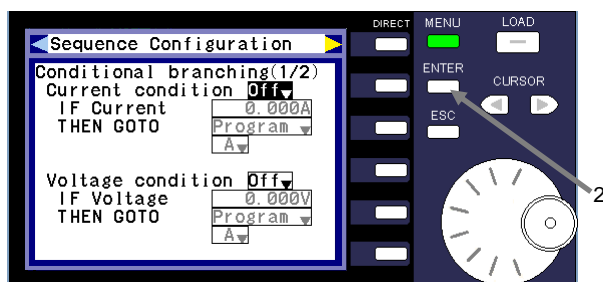 DIRECT MENU LOAD
Sequence Configuration
Conditional branching(1/2)
Current condition Off
IF Current 0.000A
THEN GOTO Program
A
Voltage condition Off
IF Voltage 0.000V
THEN GOTO Program
A
ENTER
CURSOR
ESC
2